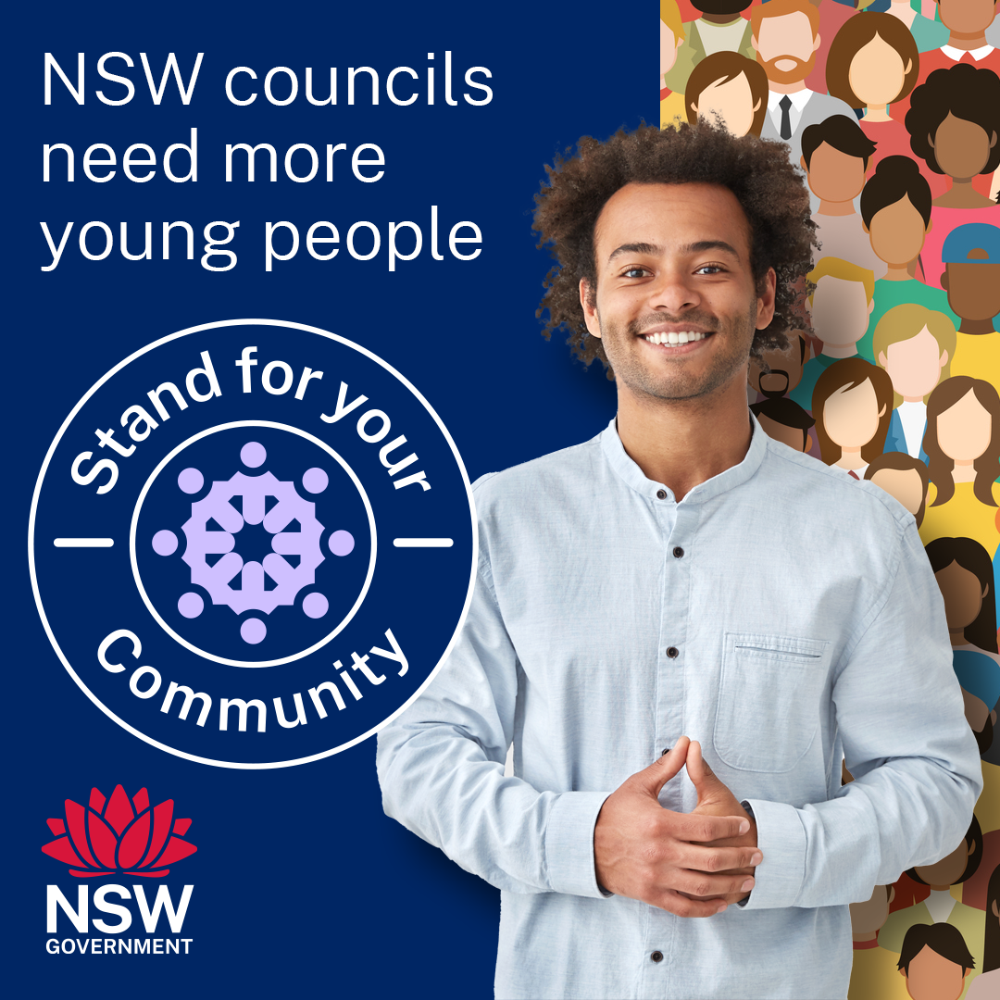 NSW councils
need more
young people
Stand for your
Community
NSW
GOVERNMENT